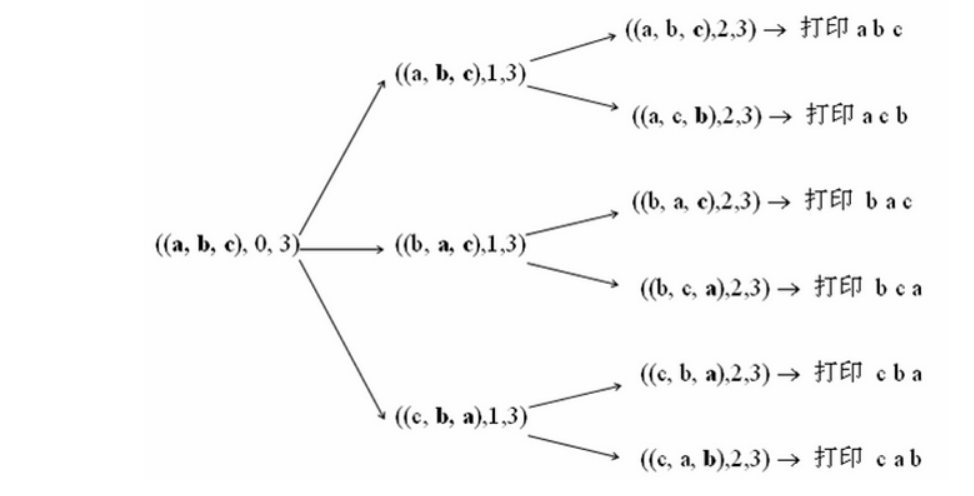 ((a, b, c),2,3) → 打印 a b c
((a, b, c),1,3)
((a, c, b),2,3) → 打印 a c b
((b, a, c),2,3) → 打印 b a c
((a, b, c), 0, 3)
((b, a, c),1,3)
((b, c, a),2,3) → 打印 b c a
((c, b, a),2,3) → 打印 c b a
((c, b, a),1,3)
((c, a, b),2,3) → 打印 c a b